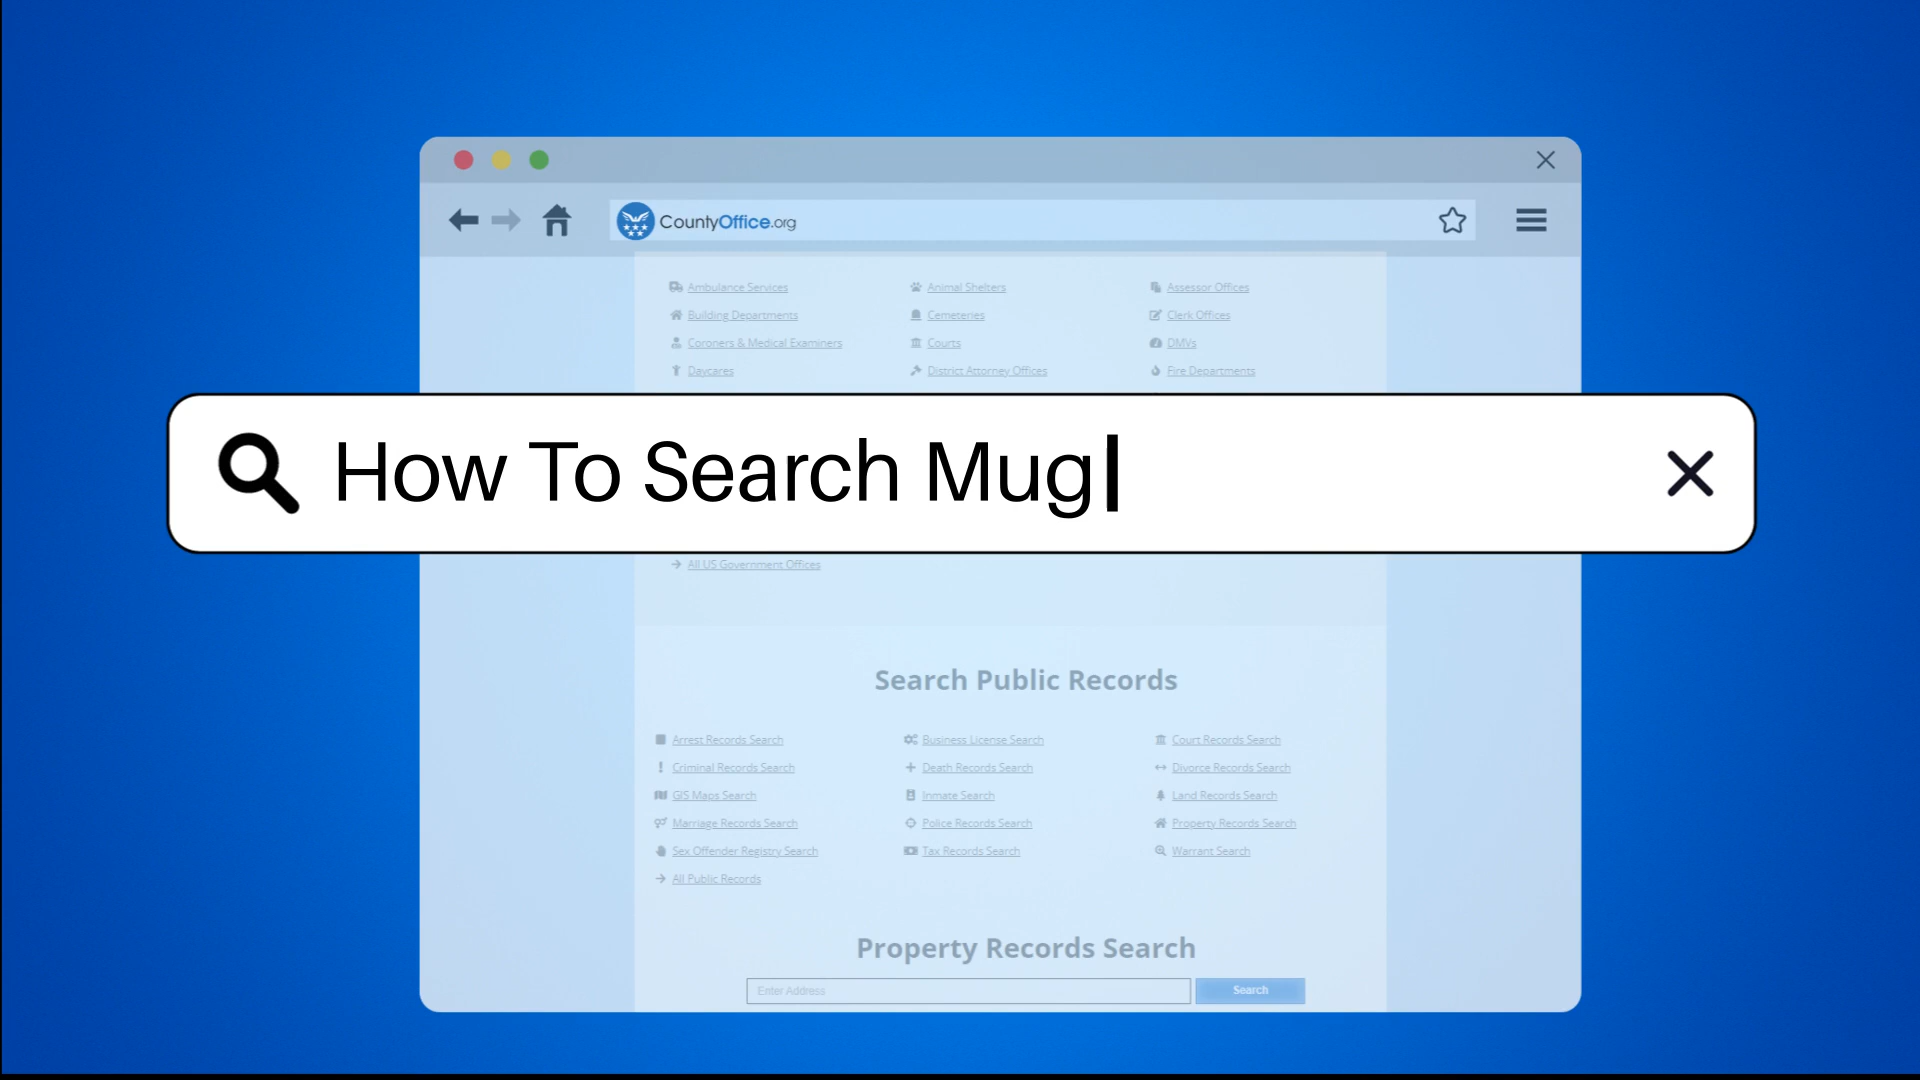 CountyOffice.org
Ambulance Services Animal Shelters Assessor Offices
Building Departments Cemeteries Clerk Offices
Coroners & Medical Examiners Courts DMVs
Daycares District Attorney Offices Fire Departments
How To Search Mug
All US Government Offices
Search Public Records
Arrest Records Search Business License Search Court Records Search
Criminal Records Search Death Records Search Divorce Records Search
GIS Maps Search Inmate Search Land Records Search
Marriage Records Search Police Records Search Property Records Search
Sex Offender Registry Search Tax Records Search Warrant Search
All Public Records
Property Records Search
Enter Address Search